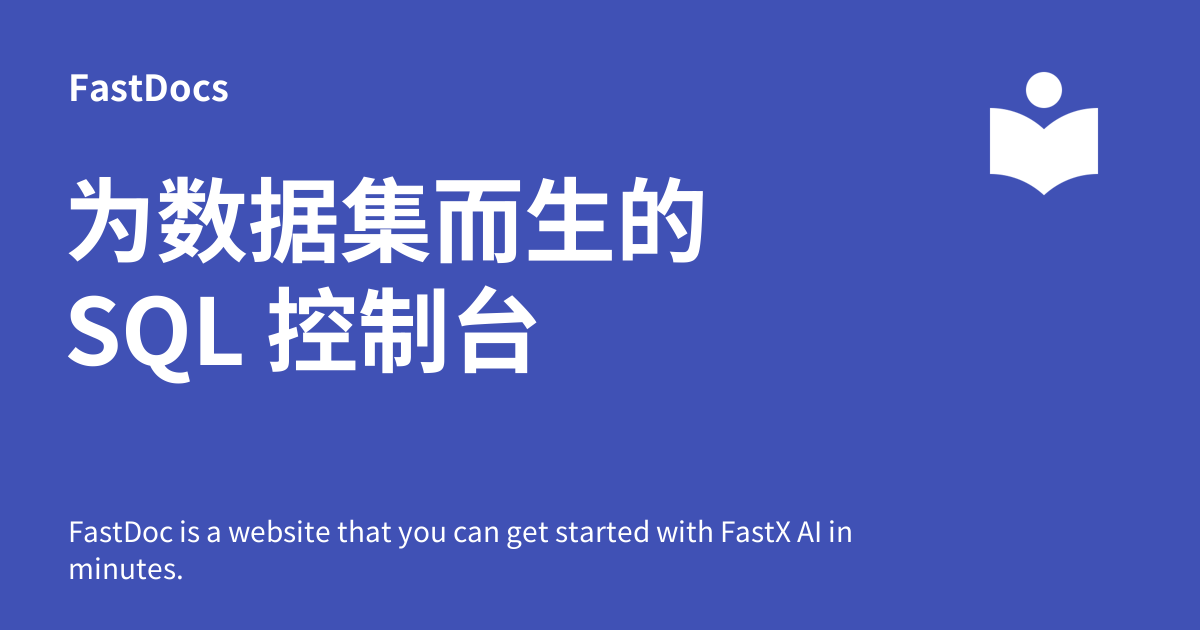 FastDocs
为数据集而生的
SQL 控制台
FastDoc is a website that you can get started with FastX AI in
minutes.